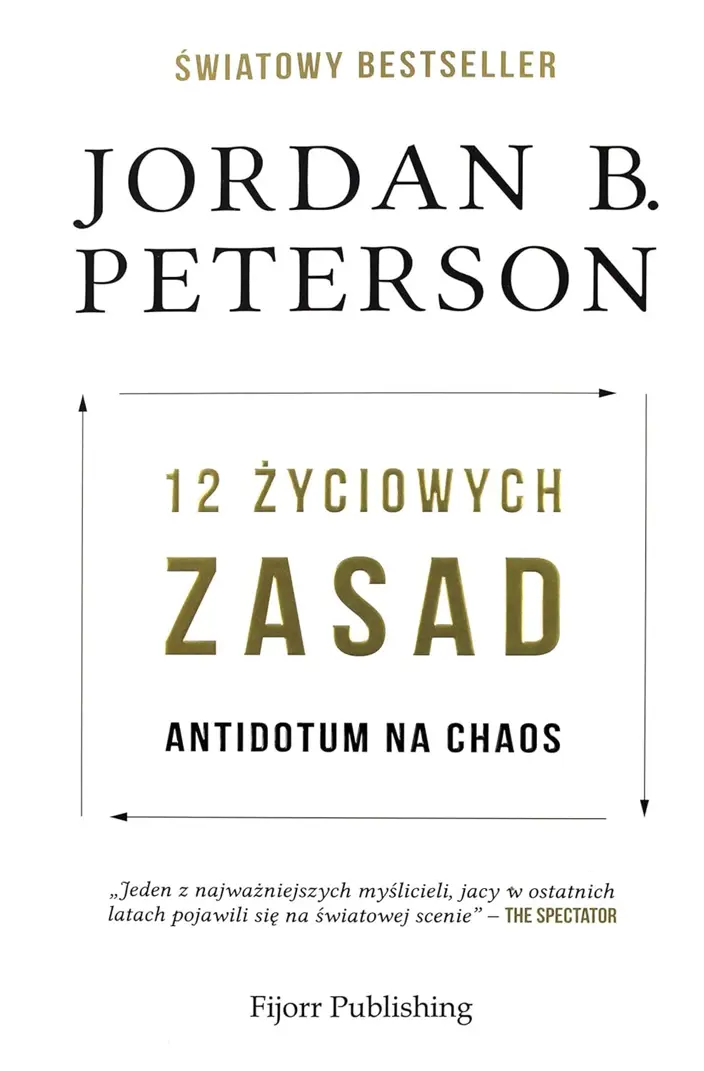 ŚWIATOWY BESTSELLER
JORDAN B.
PETERSON
12 ŻYCIOWYCH
ZASAD
ANTIDOTUM NA CHAOS
„Jeden z najważniejszych myślicieli, jacy w ostatnich
latach pojawili się na światowej scenie” – THE SPECTATOR
Fijorr Publishing